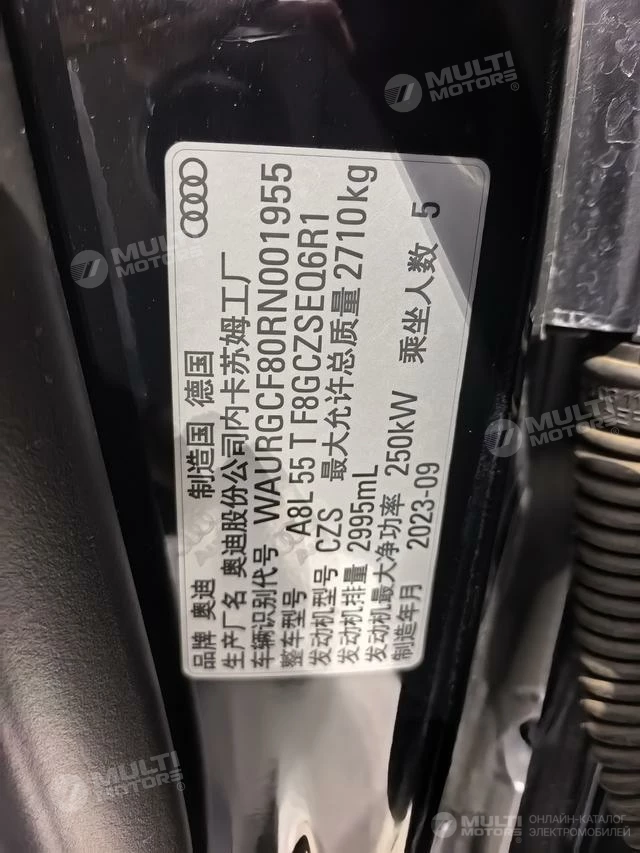 品牌 奥迪 制造国 德国
生产厂名 奥迪股份公司内卡苏姆工厂
车辆识别代号 WAURGCF80RN001955
整车型号 A8L 55 T F8GCZSEQ6R1
发动机型号 CZS 最大允许总质量 2710kg
发动机排量 2995mL
发动机最大净功率 250kW 乘坐人数 5
制造年月 2023-09
MULTI MOTORS®
MULTI MOTORS®
MULTI MOTORS®
MULTI MOTORS®
MULTI MOTORS® ОНЛАЙН-КАТАЛОГ ЭЛЕКТРОМОБИЛЕЙ